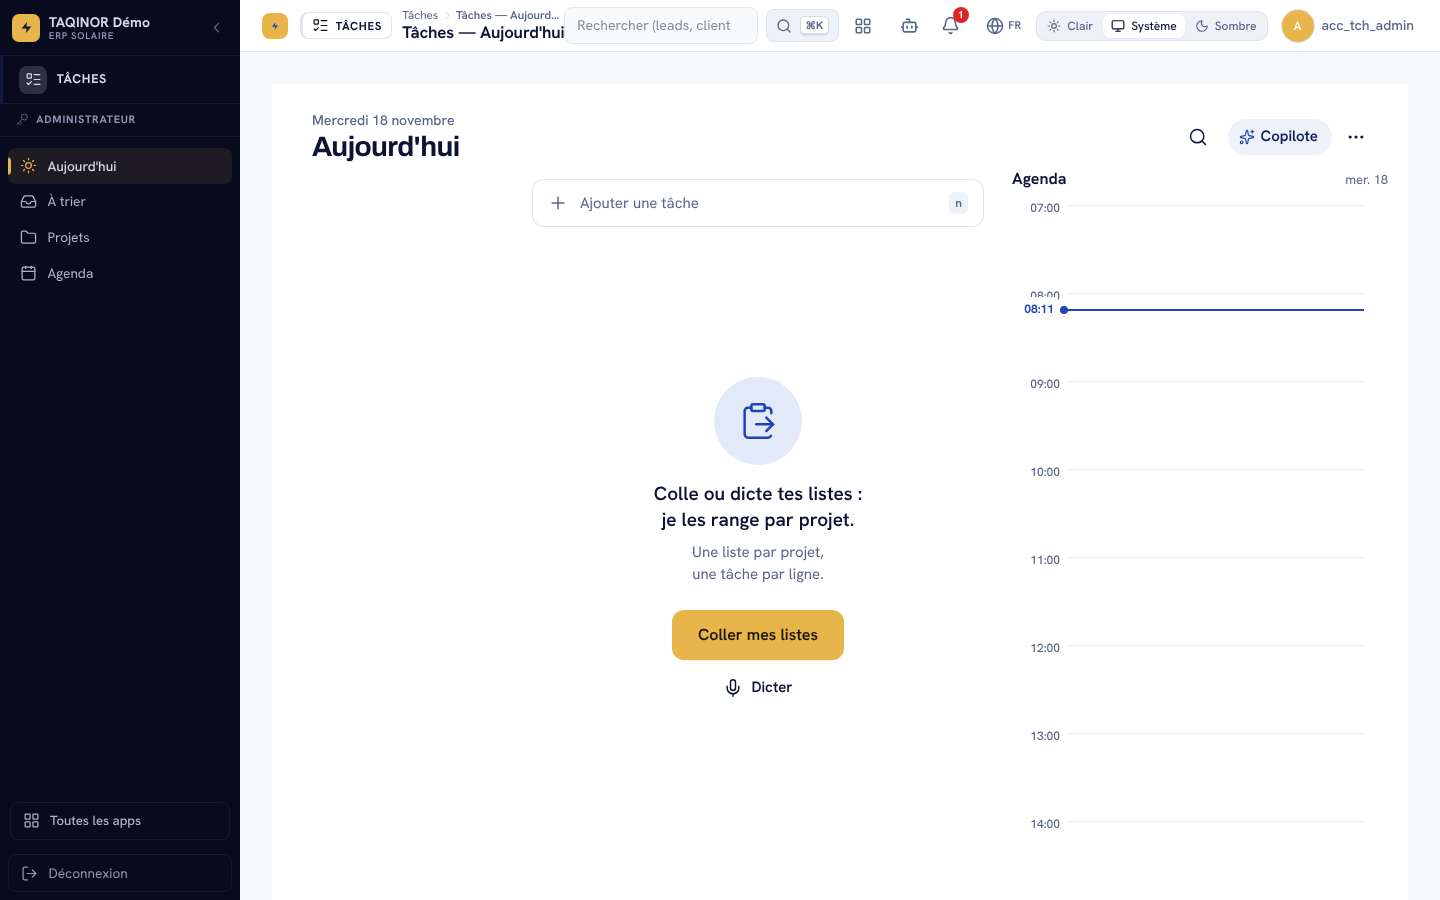 TAQINOR Démo
ERP SOLAIRE
TÂCHES
ADMINISTRATEUR
Aujourd'hui
À trier
Projets
Agenda
Toutes les apps
Déconnexion
TÂCHES
Tâches
Tâches — Aujourd...
Tâches — Aujourd'hui
Rechercher (leads, client
⌘K
1
FR
Clair
Système
Sombre
A
acc_tch_admin
Mercredi 18 novembre
Aujourd'hui
Copilote
Ajouter une tâche
n
Colle ou dicte tes listes :
je les range par projet.
Une liste par projet,
une tâche par ligne.
Coller mes listes
Dicter
Agenda
mer. 18
07:00
08:00
08:11
09:00
10:00
11:00
12:00
13:00
14:00